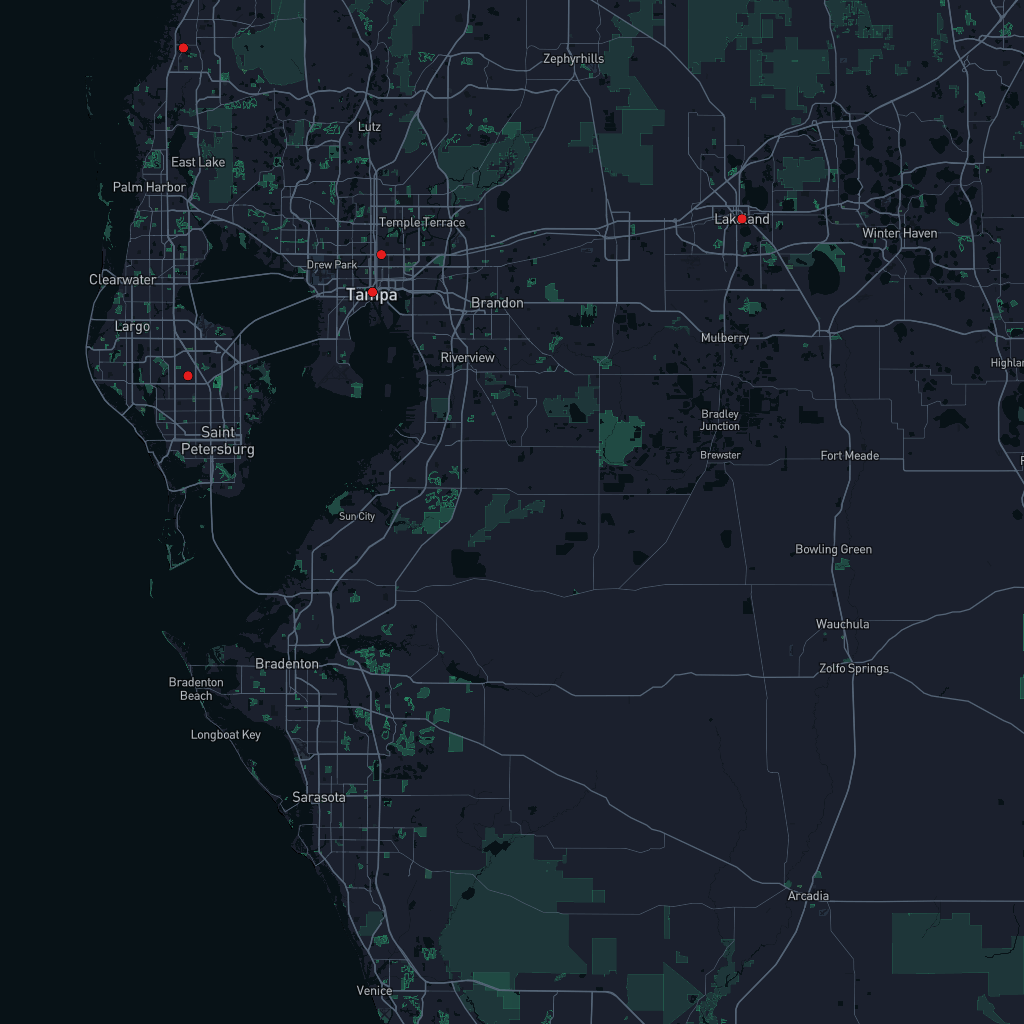 Zephyrhills
Lutz
East Lake
Palm Harbor
Temple Terrace
Lakeland
Winter Haven
Drew Park
Clearwater
Tampa
Brandon
Largo
Mulberry
Riverview
Bradley
Junction
Saint
Petersburg
Brewster
Fort Meade
Sun City
Bowling Green
Wauchula
Bradenton
Zolfo Springs
Bradenton
Beach
Longboat Key
Sarasota
Arcadia
Venice